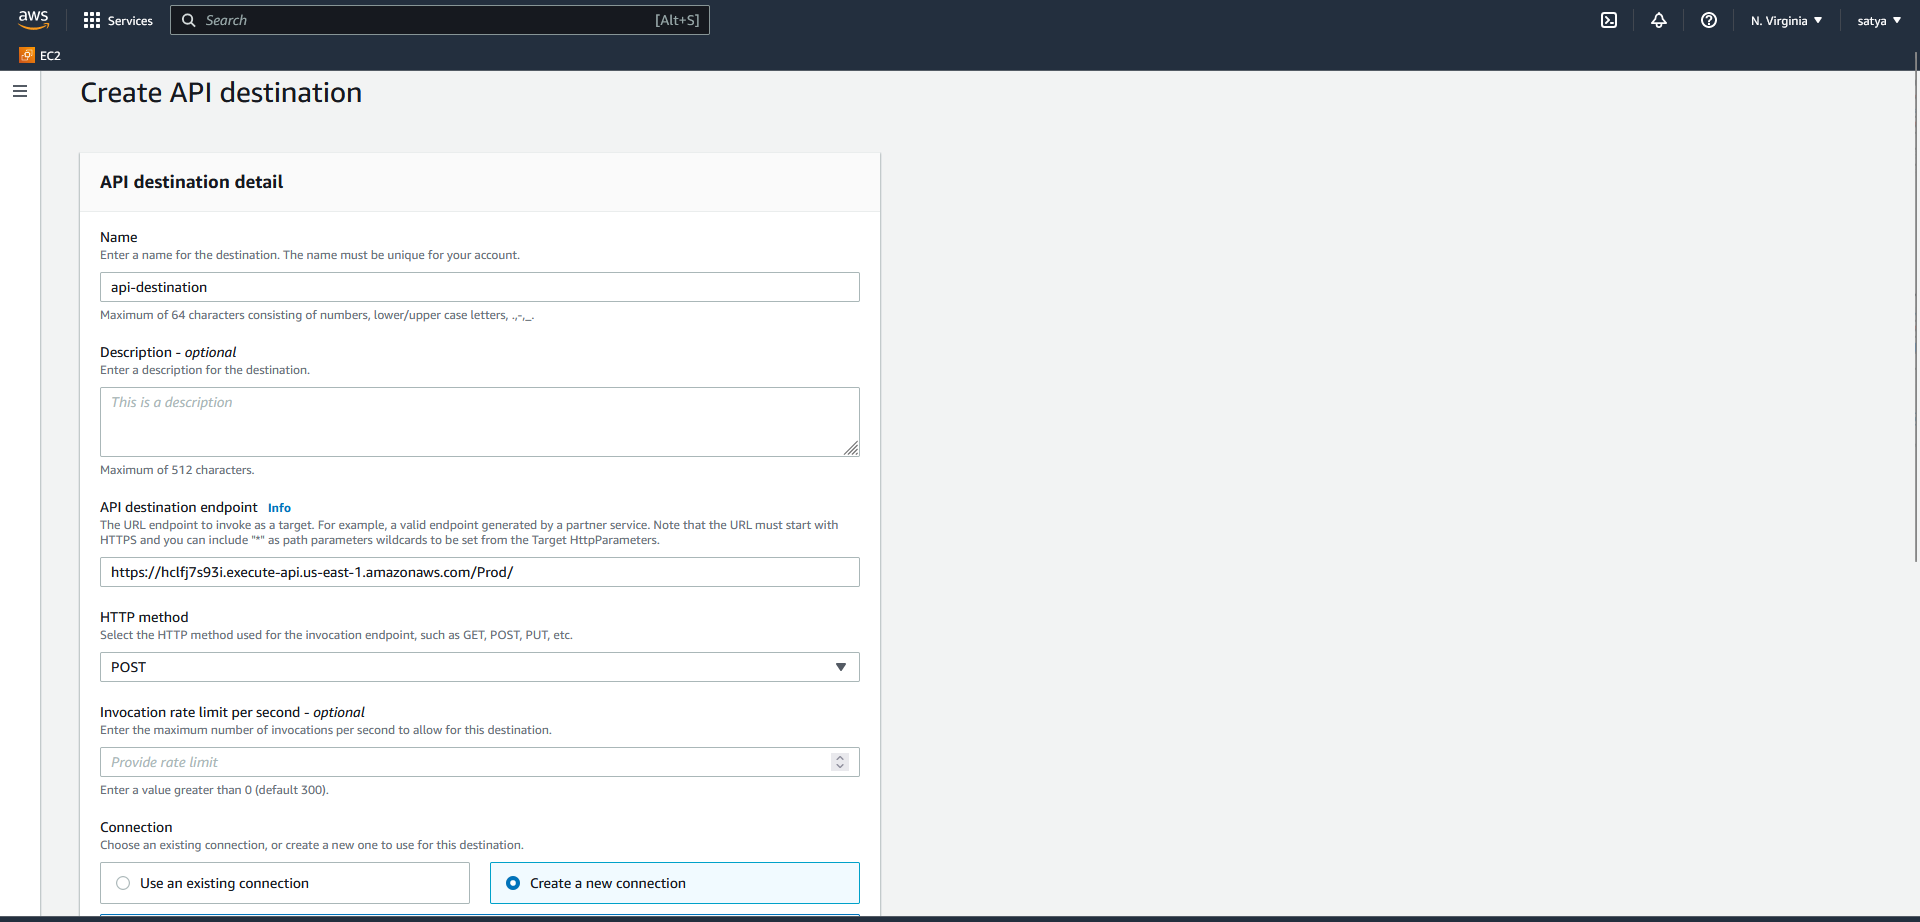 aws
Services
Search
[Alt+S]
N. Virginia
satya
EC2
Create API destination
API destination detail
Name
Enter a name for the destination. The name must be unique for your account.
api-destination
Maximum of 64 characters consisting of numbers, lower/upper case letters, .,-,_.
Description - optional
Enter a description for the destination.
This is a description
Maximum of 512 characters.
API destination endpoint Info
The URL endpoint to invoke as a target. For example, a valid endpoint generated by a partner service. Note that the URL must start with
HTTPS and you can include "*" as path parameters wildcards to be set from the Target HttpParameters.
https://hclfj7s93i.execute-api.us-east-1.amazonaws.com/Prod/
HTTP method
Select the HTTP method used for the invocation endpoint, such as GET, POST, PUT, etc.
POST
Invocation rate limit per second - optional
Enter the maximum number of invocations per second to allow for this destination.
Provide rate limit
Enter a value greater than 0 (default 300).
Connection
Choose an existing connection, or create a new one to use for this destination.
Use an existing connection
Create a new connection